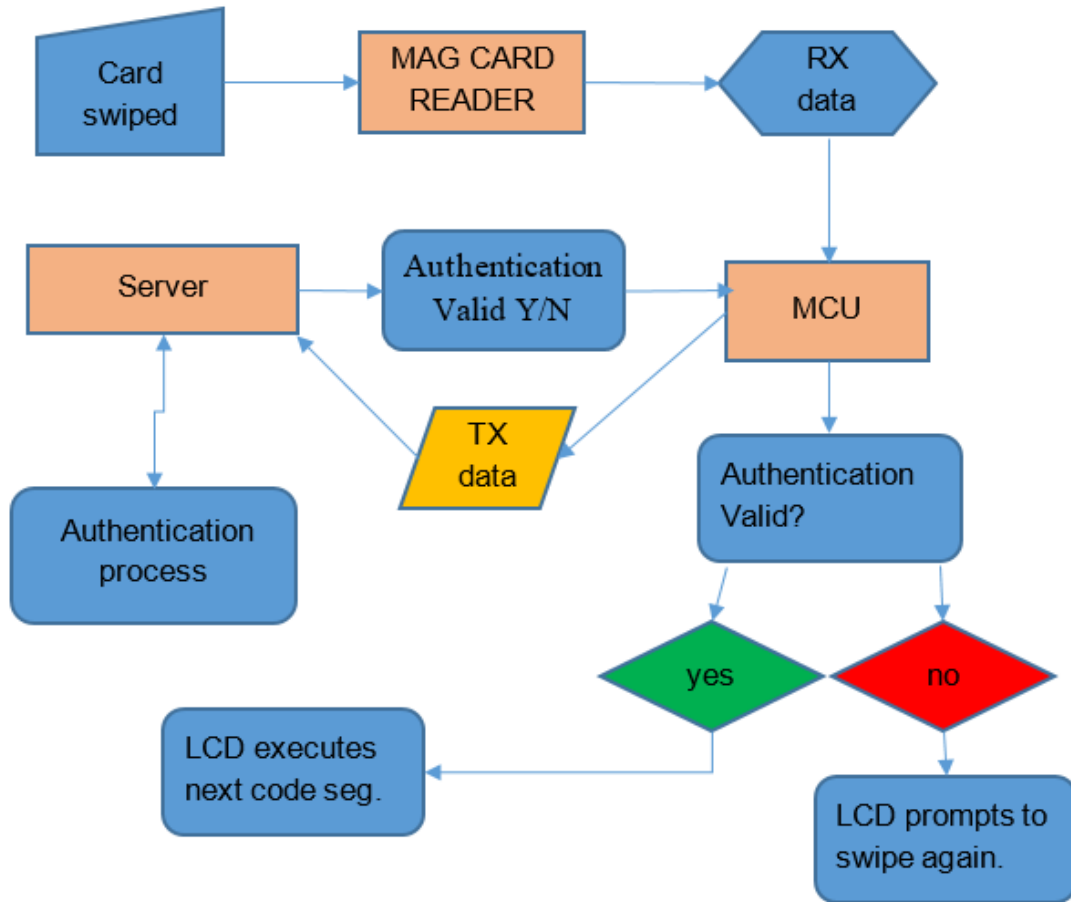 Card
swiped
MAG CARD
READER
RX
data
Server
Authentication
Valid Y/N
MCU
TX
data
Authentication
process
Authentication
Valid?
yes
no
LCD executes
next code seg.
LCD prompts to
swipe again.